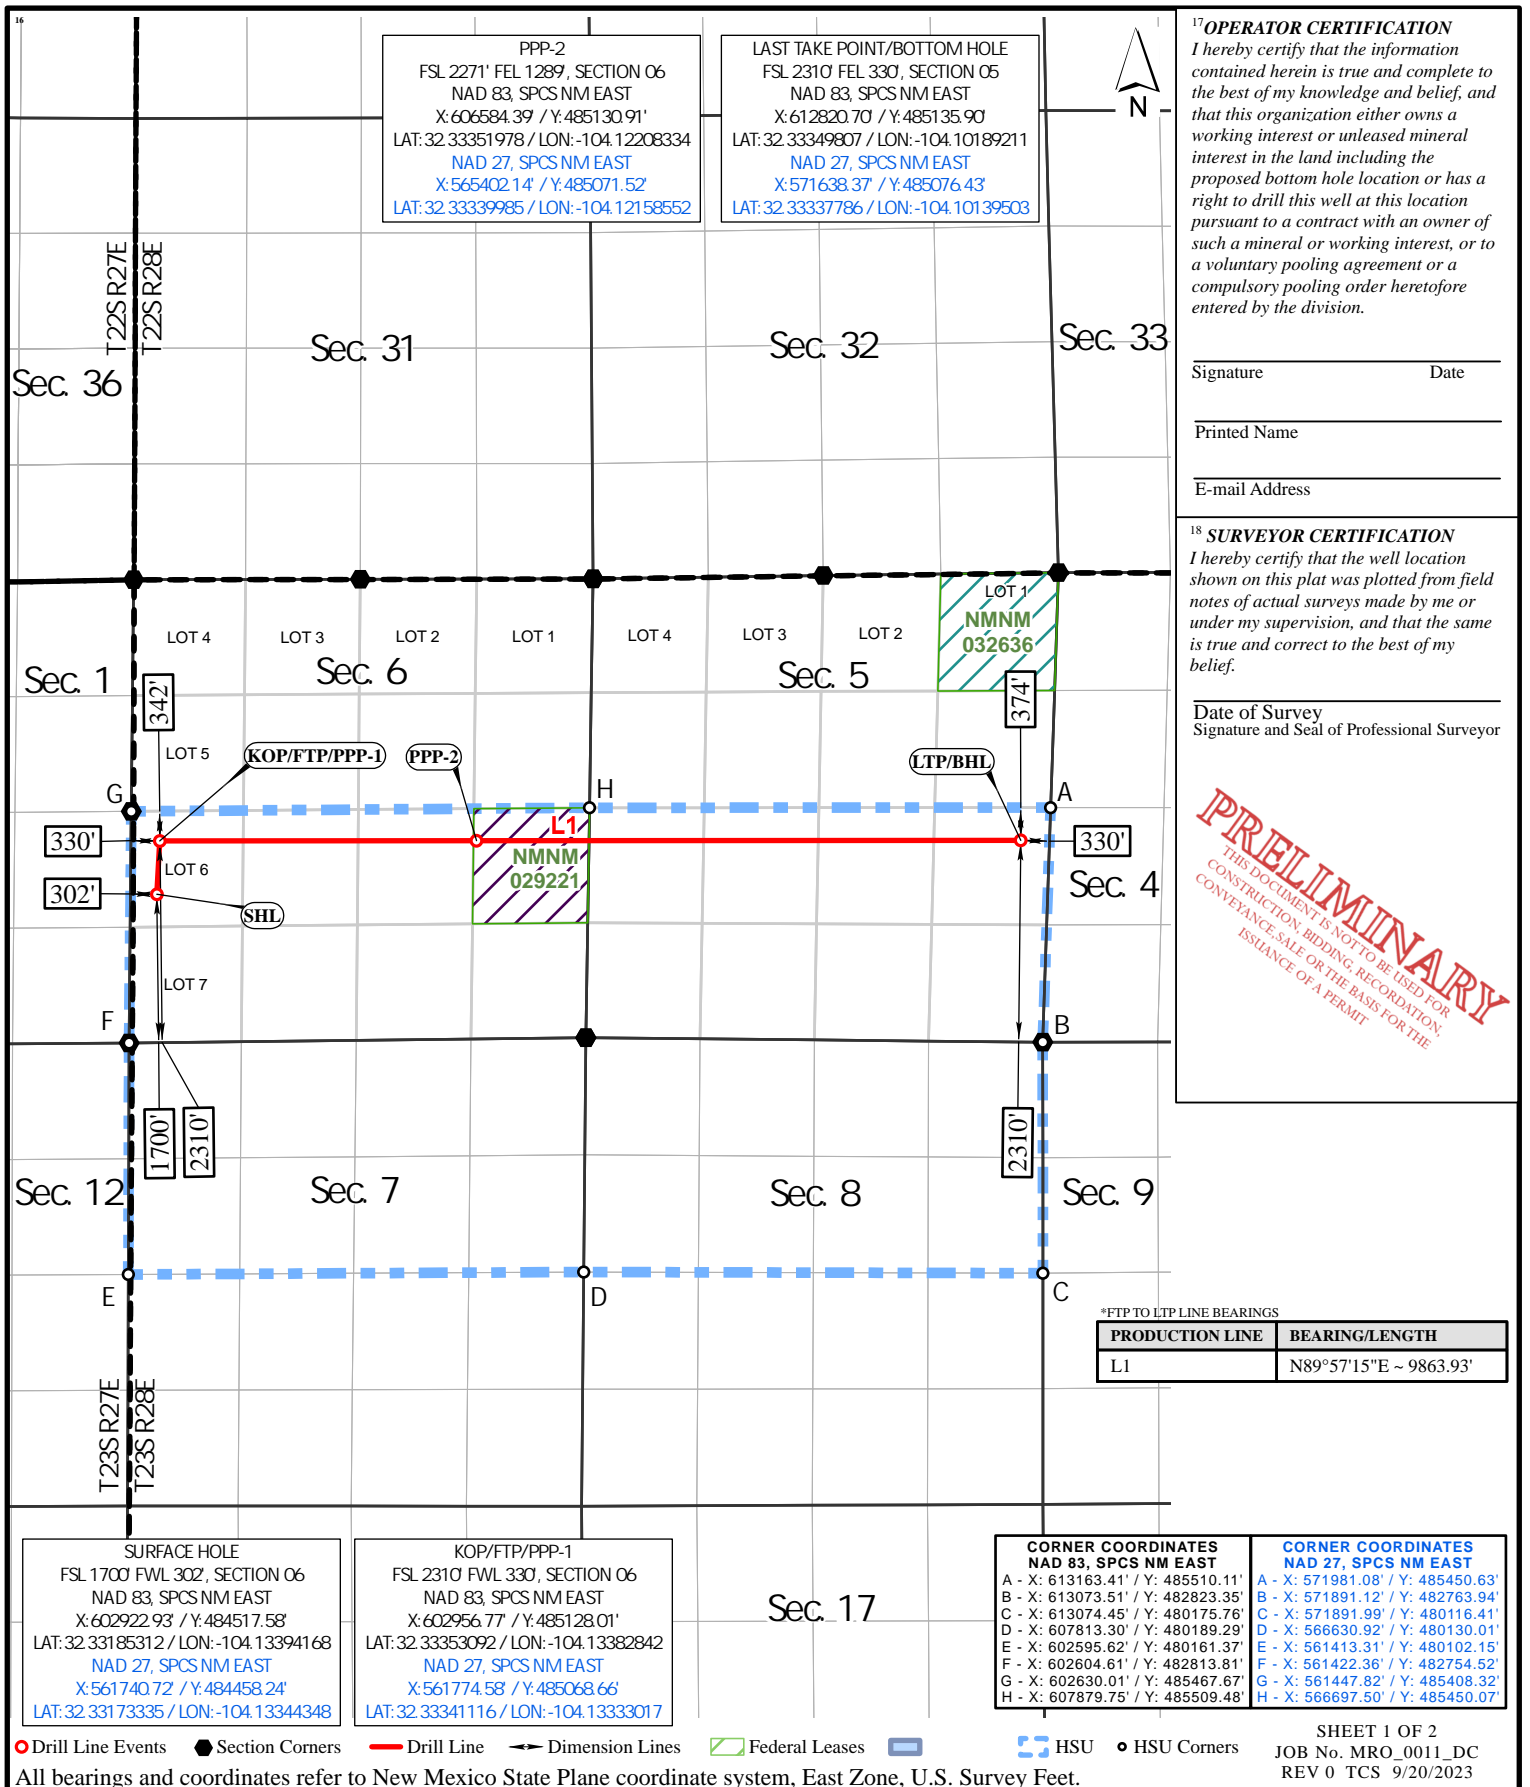 16
PPP-2
FSL 2271' FEL 1289', SECTION 06
NAD 83, SPCS NM EAST
X:606584.39' / Y:485130.91'
LAT:32.33351978 / LON:-104.12208334
NAD 27, SPCS NM EAST
X:565402.14' / Y:485071.52'
LAT:32.33339985 / LON:-104.12158552
LAST TAKE POINT/BOTTOM HOLE
FSL 2310' FEL 330', SECTION 05
NAD 83, SPCS NM EAST
X:612820.70' / Y:485135.90'
LAT:32.33349807 / LON:-104.10189211
NAD 27, SPCS NM EAST
X:571638.37' / Y:485076.43'
LAT:32.33337786 / LON:-104.10139503
N
17 OPERATOR CERTIFICATION
I hereby certify that the information
contained herein is true and complete to
the best of my knowledge and belief, and
that this organization either owns a
working interest or unleased mineral
interest in the land including the
proposed bottom hole location or has a
right to drill this well at this location
pursuant to a contract with an owner of
such a mineral or working interest, or to
a voluntary pooling agreement or a
compulsory pooling order heretofore
entered by the division.
Signature Date
Printed Name
E-mail Address
18 SURVEYOR CERTIFICATION
I hereby certify that the well location
shown on this plat was plotted from field
notes of actual surveys made by me or
under my supervision, and that the same
is true and correct to the best of my
belief.
Date of Survey
Signature and Seal of Professional Surveyor
PRELIMINARY
THIS DOCUMENT IS NOT TO BE USED FOR
CONSTRUCTION, BIDDING, RECORDATION,
CONVEYANCE, SALE OR THE BASIS FOR THE
ISSUANCE OF A PERMIT
T22S R27E
T22S R28E
Sec. 36
Sec. 31
Sec. 32
Sec. 33
LOT 4
LOT 3
LOT 2
LOT 1
LOT 4
LOT 3
LOT 2
LOT 1
NMNM
032636
Sec. 1
Sec. 6
Sec. 5
342'
374'
LOT 5
KOP/FTP/PPP-1
PPP-2
LTP/BHL
G
H
A
L1
330'
330'
LOT 6
NMNM
029221
Sec. 4
302'
SHL
LOT 7
F
B
1700'
2310'
2310'
Sec. 12
Sec. 7
Sec. 8
Sec. 9
E
D
C
*FTP TO LTP LINE BEARINGS
PRODUCTION LINE BEARING/LENGTH
L1 N89°57'15"E ~ 9863.93'
T23S R27E
T23S R28E
Sec. 17
SURFACE HOLE
FSL 1700' FWL 302', SECTION 06
NAD 83, SPCS NM EAST
X:602922.93' / Y:484517.58'
LAT:32.33185312 / LON:-104.13394168
NAD 27, SPCS NM EAST
X:561740.72' / Y:484458.24'
LAT:32.33173335 / LON:-104.13344348
KOP/FTP/PPP-1
FSL 2310' FWL 330', SECTION 06
NAD 83, SPCS NM EAST
X:602956.77' / Y:485128.01'
LAT:32.33353092 / LON:-104.13382842
NAD 27, SPCS NM EAST
X:561774.58' / Y:485068.66'
LAT:32.33341116 / LON:-104.13333017
CORNER COORDINATES
NAD 83, SPCS NM EAST
A - X: 613163.41' / Y: 485510.11'
B - X: 613073.51' / Y: 482823.35'
C - X: 613074.45' / Y: 480175.76'
D - X: 607813.30' / Y: 480189.29'
E - X: 602595.62' / Y: 480161.37'
F - X: 602604.61' / Y: 482813.81'
G - X: 602630.01' / Y: 485467.67'
H - X: 607879.75' / Y: 485509.48'
CORNER COORDINATES
NAD 27, SPCS NM EAST
A - X: 571981.08' / Y: 485450.63'
B - X: 571891.12' / Y: 482763.94'
C - X: 571891.99' / Y: 480116.41'
D - X: 566630.92' / Y: 480130.01'
E - X: 561413.31' / Y: 480102.15'
F - X: 561422.36' / Y: 482754.52'
G - X: 561447.82' / Y: 485408.32'
H - X: 566697.50' / Y: 485450.07'
Drill Line Events Section Corners Drill Line Dimension Lines Federal Leases HSU HSU Corners
All bearings and coordinates refer to New Mexico State Plane coordinate system, East Zone, U.S. Survey Feet.
SHEET 1 OF 2
JOB No. MRO_0011_DC
REV 0 TCS 9/20/2023